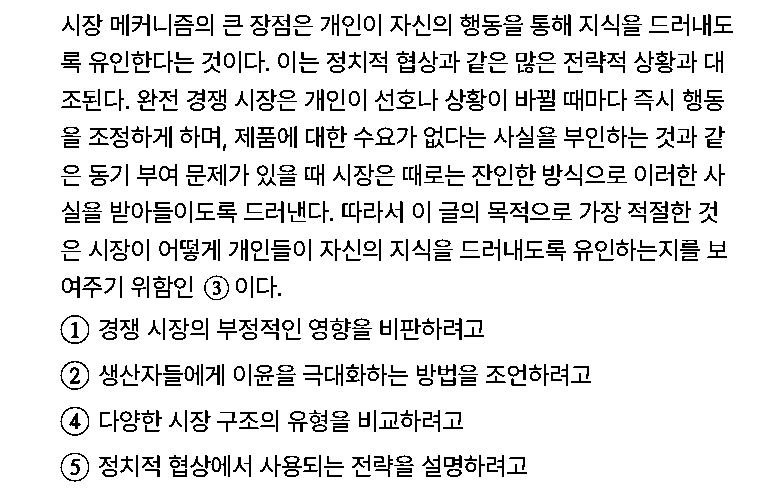 시장 메커니즘의 큰 장점은 개인이 자신의 행동을 통해 지식을 드러내도
록 유인한다는 것이다. 이는 정치적 협상과 같은 많은 전략적 상황과 대
조된다. 완전 경쟁 시장은 개인이 선호나 상황이 바뀔 때마다 즉시 행동
을 조정하게 하며, 제품에 대한 수요가 없다는 사실을 부인하는 것과 같
은 동기 부여 문제가 있을 때 시장은 때로는 잔인한 방식으로 이러한 사
실을 받아들이도록 드러낸다. 따라서 이 글의 목적으로 가장 적절한 것
은 시장이 어떻게 개인들이 자신의 지식을 드러내도록 유인하는지를 보
여주기 위함인 ③이다.
① 경쟁 시장의 부정적인 영향을 비판하려고
② 생산자들에게 이윤을 극대화하는 방법을 조언하려고
④ 다양한 시장 구조의 유형을 비교하려고
⑤ 정치적 협상에서 사용되는 전략을 설명하려고